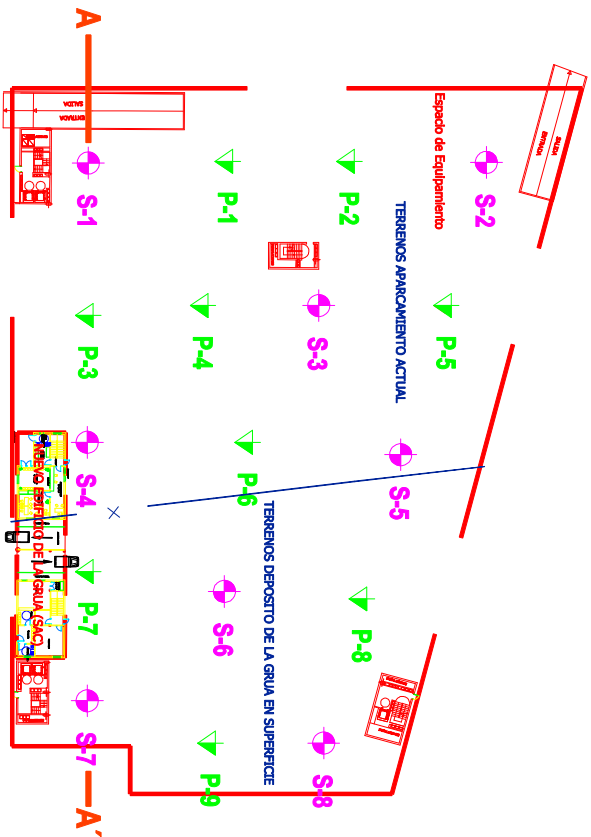 A
SALIDA
ENTRADA
SALIDA
ENTRADA
Espacio de Equipamiento
S-1
P-1
P-2
S-2
TERRENOS APARCAMIENTO ACTUAL
P-3
P-4
S-3
P-5
S-4
P-6
S-5
NUEVO EDIFICIO DE LA GRUA (SAC)
TERRENOS DEPOSITO DE LA GRUA EN SUPERFICIE
P-7
S-6
P-8
S-7
P-9
S-8
A´